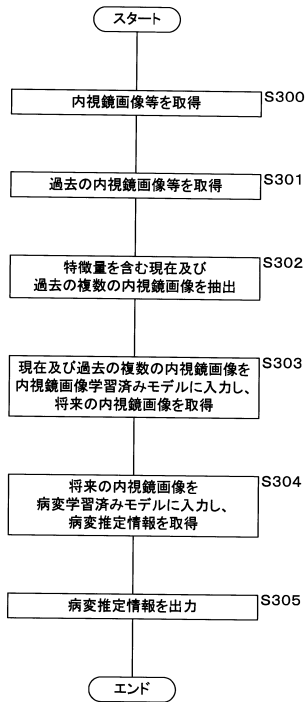 スタート
内視鏡画像等を取得
S300
過去の内視鏡画像等を取得
S301
特徴量を含む現在及び
過去の複数の内視鏡画像を抽出
S302
現在及び過去の複数の内視鏡画像を
内視鏡画像学習済みモデルに入力し、
将来の内視鏡画像を取得
S303
将来の内視鏡画像を
病変学習済みモデルに入力し、
病変推定情報を取得
S304
病変推定情報を出力
S305
エンド